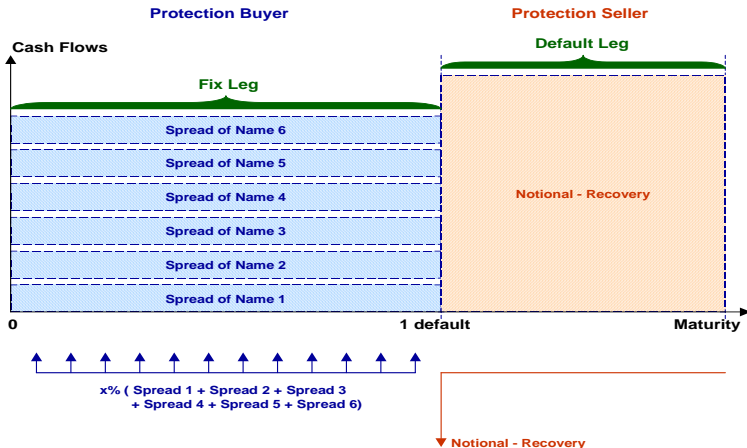 Protection Buyer
Protection Seller
Cash Flows
Default Leg
Fix Leg
Spread of Name 6
Spread of Name 5
Spread of Name 4
Spread of Name 3
Spread of Name 2
Spread of Name 1
Notional - Recovery
0
1 default
Maturity
x% ( Spread 1 + Spread 2 + Spread 3
+ Spread 4 + Spread 5 + Spread 6)
Notional - Recovery